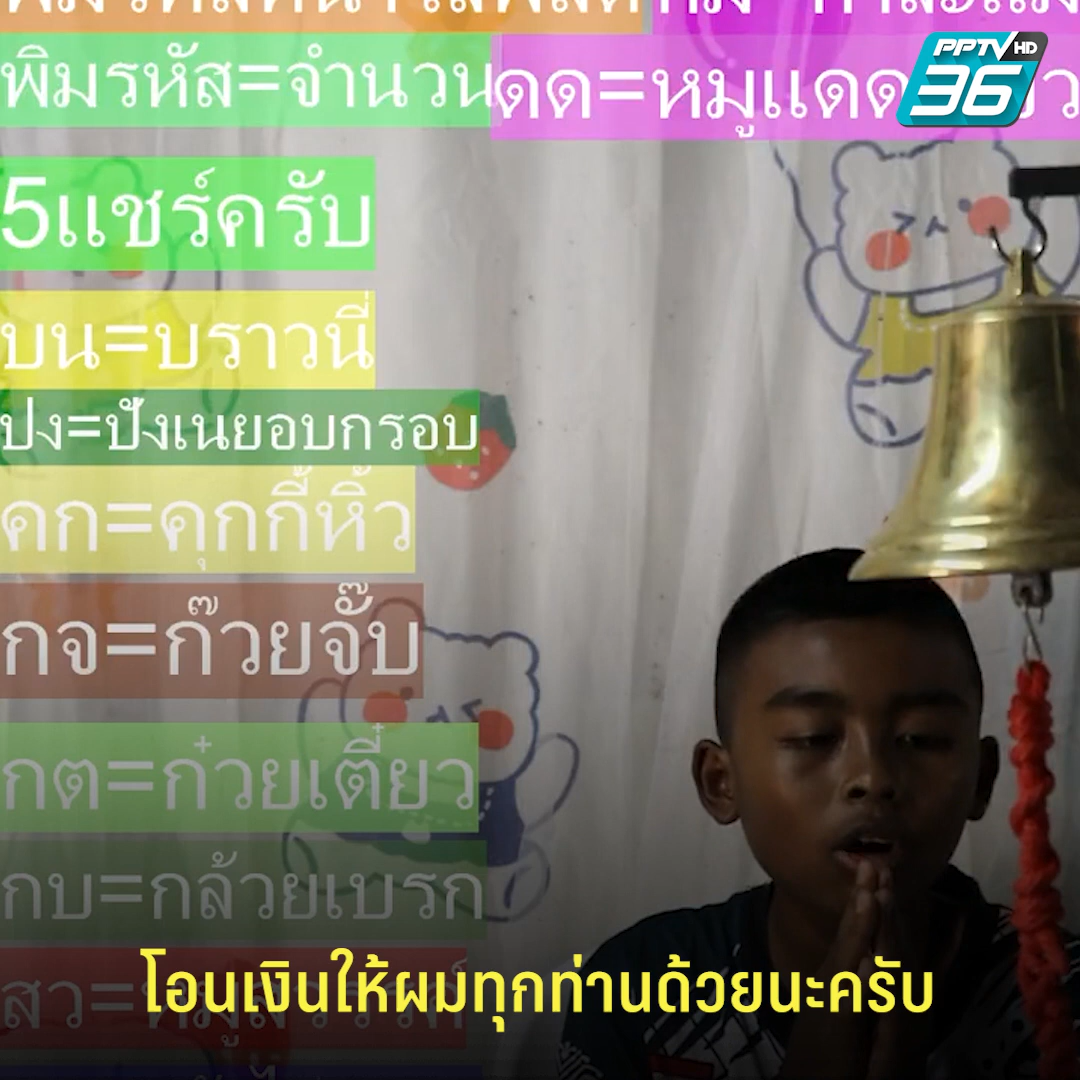 PPTV HD
36
พิมรหัส=จำนวน
ดด=หมูแดด
5แชร์ครับ
บน=บราวนี่
ปง=ปังเนยอบกรอบ
คก=คุกกี้หิ้ว
กจ=ก๊วยจั๊บ
กต=ก๋วยเตี๋ยว
กบ=กล้วยเบรก
โอนเงินให้ผมทุกท่านด้วยนะครับ